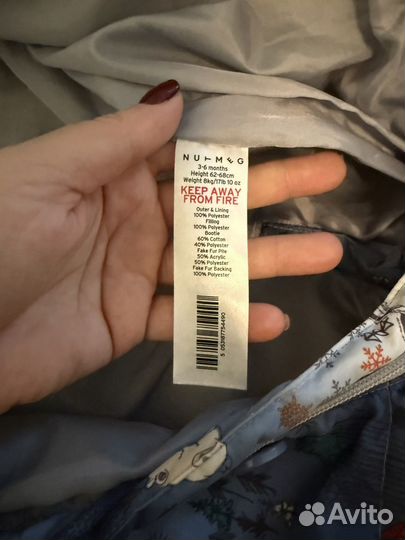 NUTMEG
3-6 months
Height 62-68cm
Weight 8kg/17lb 10 oz
KEEP AWAY
FROM FIRE
Outer & Lining
100% Polyester
Filling
100% Polyester
Bootie
60% Cotton
40% Polyester
Fake Fur Pile
50% Acrylic
50% Polyester
Fake Fur Backing
100% Polyester
Avito